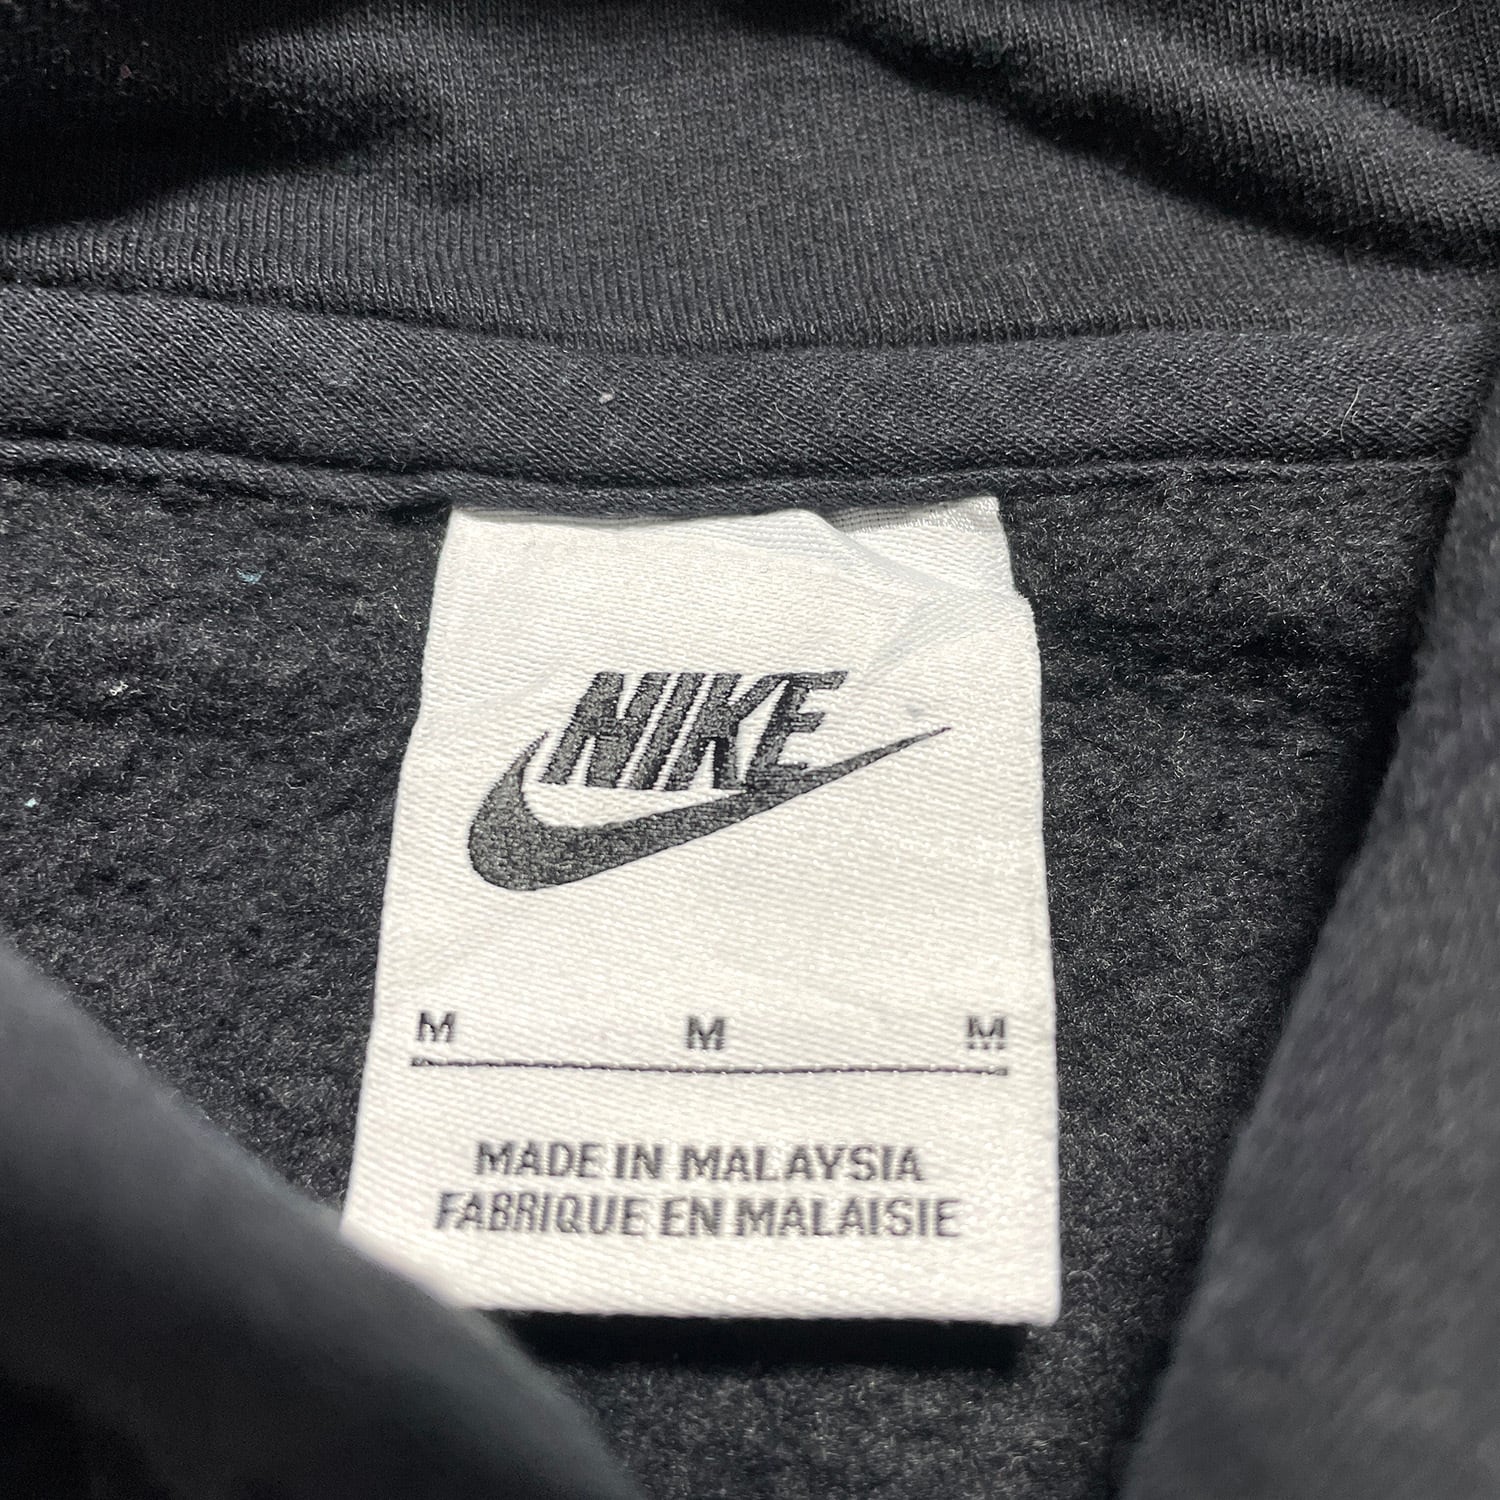 NIKE
M M M
MADE IN MALAYSIA
FABRIQUE EN MALAISIE